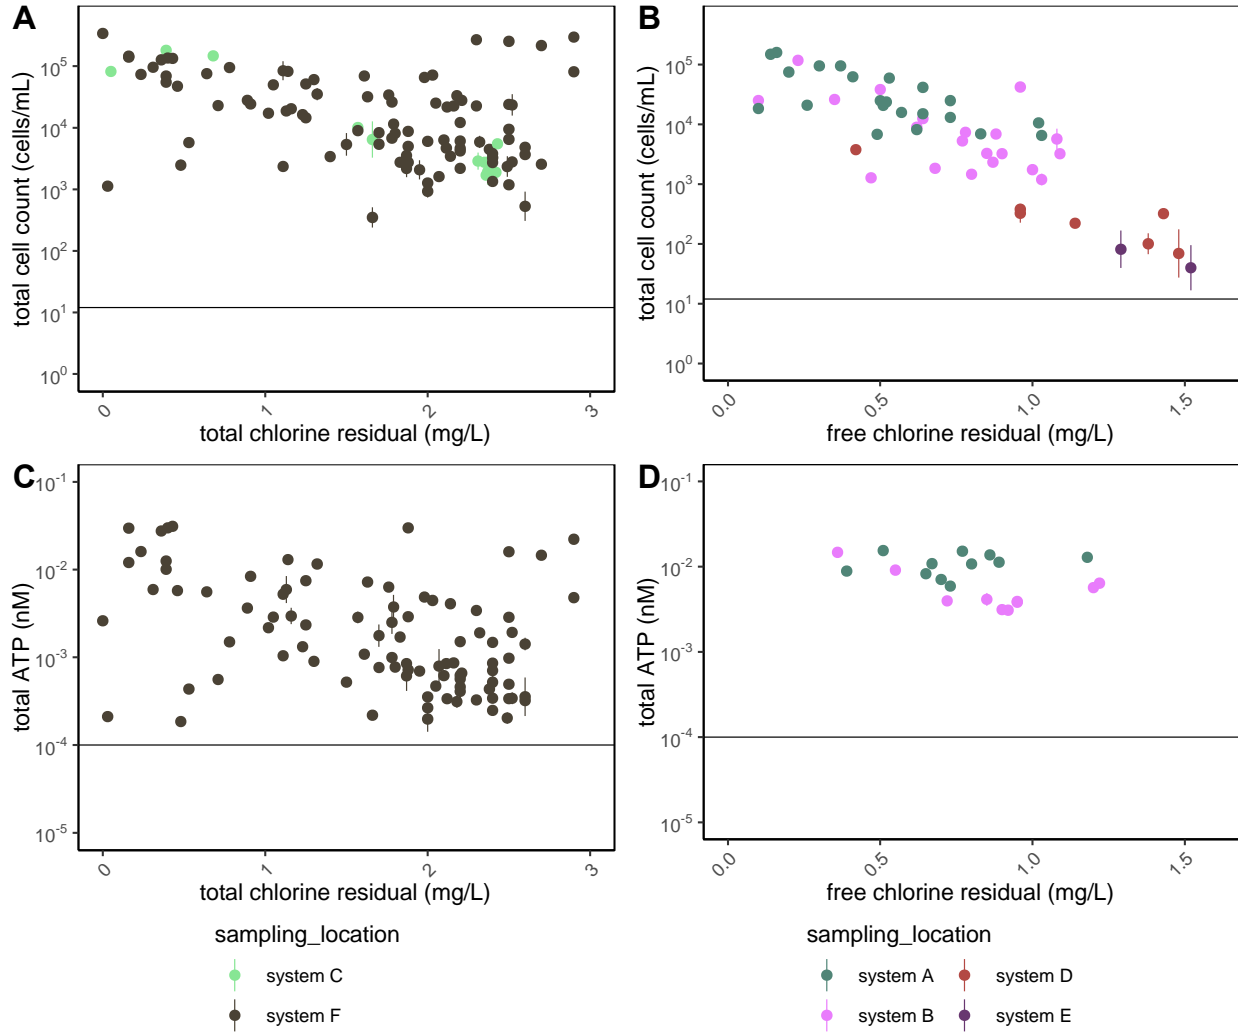 A
total cell count (cells/mL)
10^5
10^4
10^3
10^2
10^1
10^0
0
1
2
3
total chlorine residual (mg/L)
B
total cell count (cells/mL)
10^5
10^4
10^3
10^2
10^1
10^0
0.0
0.5
1.0
1.5
free chlorine residual (mg/L)
C
total ATP (nM)
10^-1
10^-2
10^-3
10^-4
10^-5
0
1
2
3
total chlorine residual (mg/L)
D
total ATP (nM)
10^-1
10^-2
10^-3
10^-4
10^-5
0.0
0.5
1.0
1.5
free chlorine residual (mg/L)
sampling_location
system C
system F
sampling_location
system A
system B
system D
system E